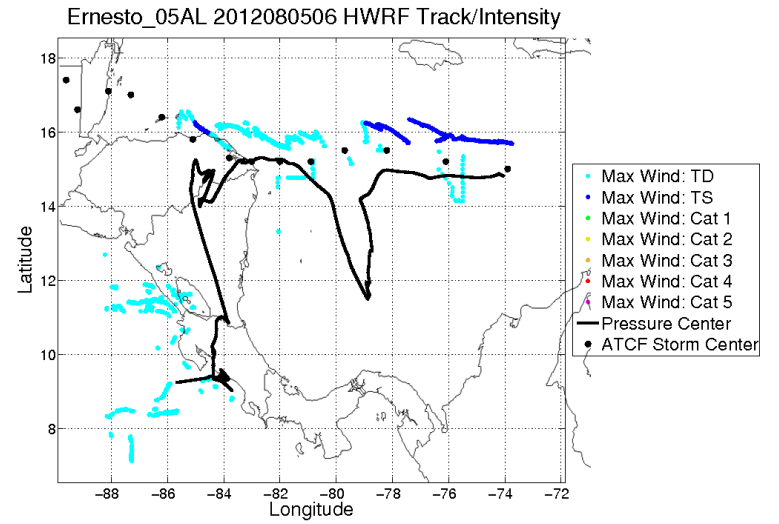 Ernesto_05AL 2012080506 HWRF Track/Intensity
18
16
14
12
10
8
Latitude
−88
−86
−84
−82
−80
−78
−76
−74
−72
Longitude
Max Wind: TD
Max Wind: TS
Max Wind: Cat 1
Max Wind: Cat 2
Max Wind: Cat 3
Max Wind: Cat 4
Max Wind: Cat 5
Pressure Center
ATCF Storm Center